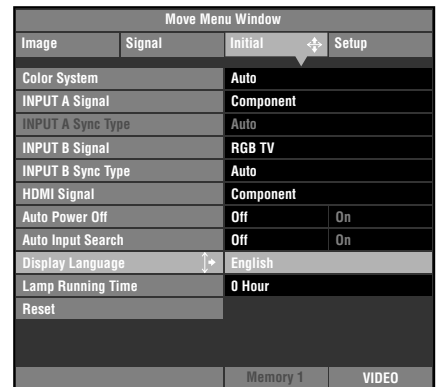 Move Menu Window
Image Signal Initial Setup
Color System Auto
INPUT A Signal Component
INPUT A Sync Type Auto
INPUT B Signal RGB TV
INPUT B Sync Type Auto
HDMI Signal Component
Auto Power Off Off On
Auto Input Search Off On
Display Language English
Lamp Running Time 0 Hour
Reset
Memory 1 VIDEO